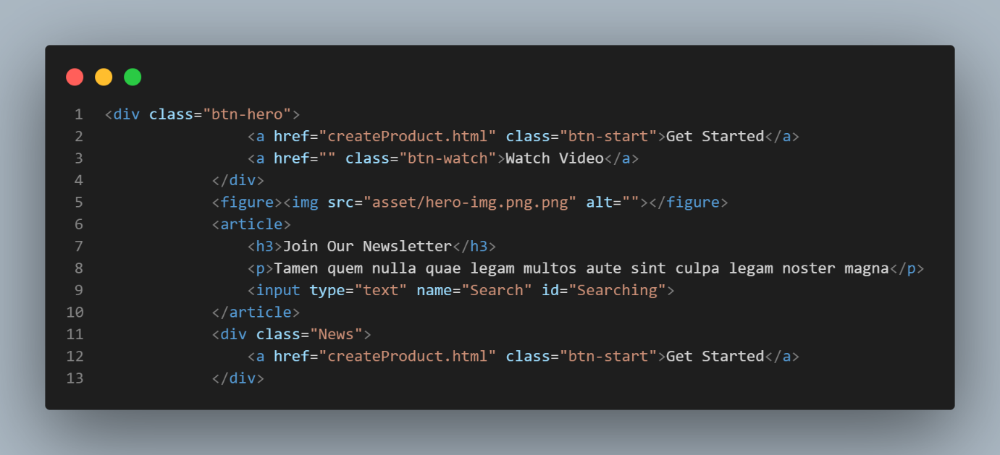 1 <div class="btn-hero">
2 <a href="createProduct.html" class="btn-start">Get Started</a>
3 <a href="" class="btn-watch">Watch Video</a>
4 </div>
5 <figure><img src="asset/hero-img.png.png" alt=""></figure>
6 <article>
7 <h3>Join Our Newsletter</h3>
8 <p>Tamen quem nulla quae legam multos aute sint culpa legam noster magna</p>
9 <input type="text" name="Search" id="Searching">
10 </article>
11 <div class="News">
12 <a href="createProduct.html" class="btn-start">Get Started</a>
13 </div>